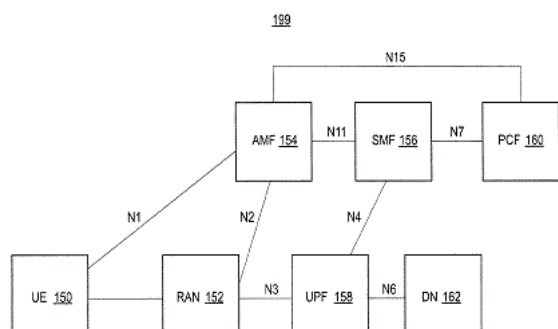 199
N15
AMF 154
N11
SMF 156
N7
PCF 160
N1
N2
N4
UE 150
RAN 152
N3
UPF 158
N6
DN 162